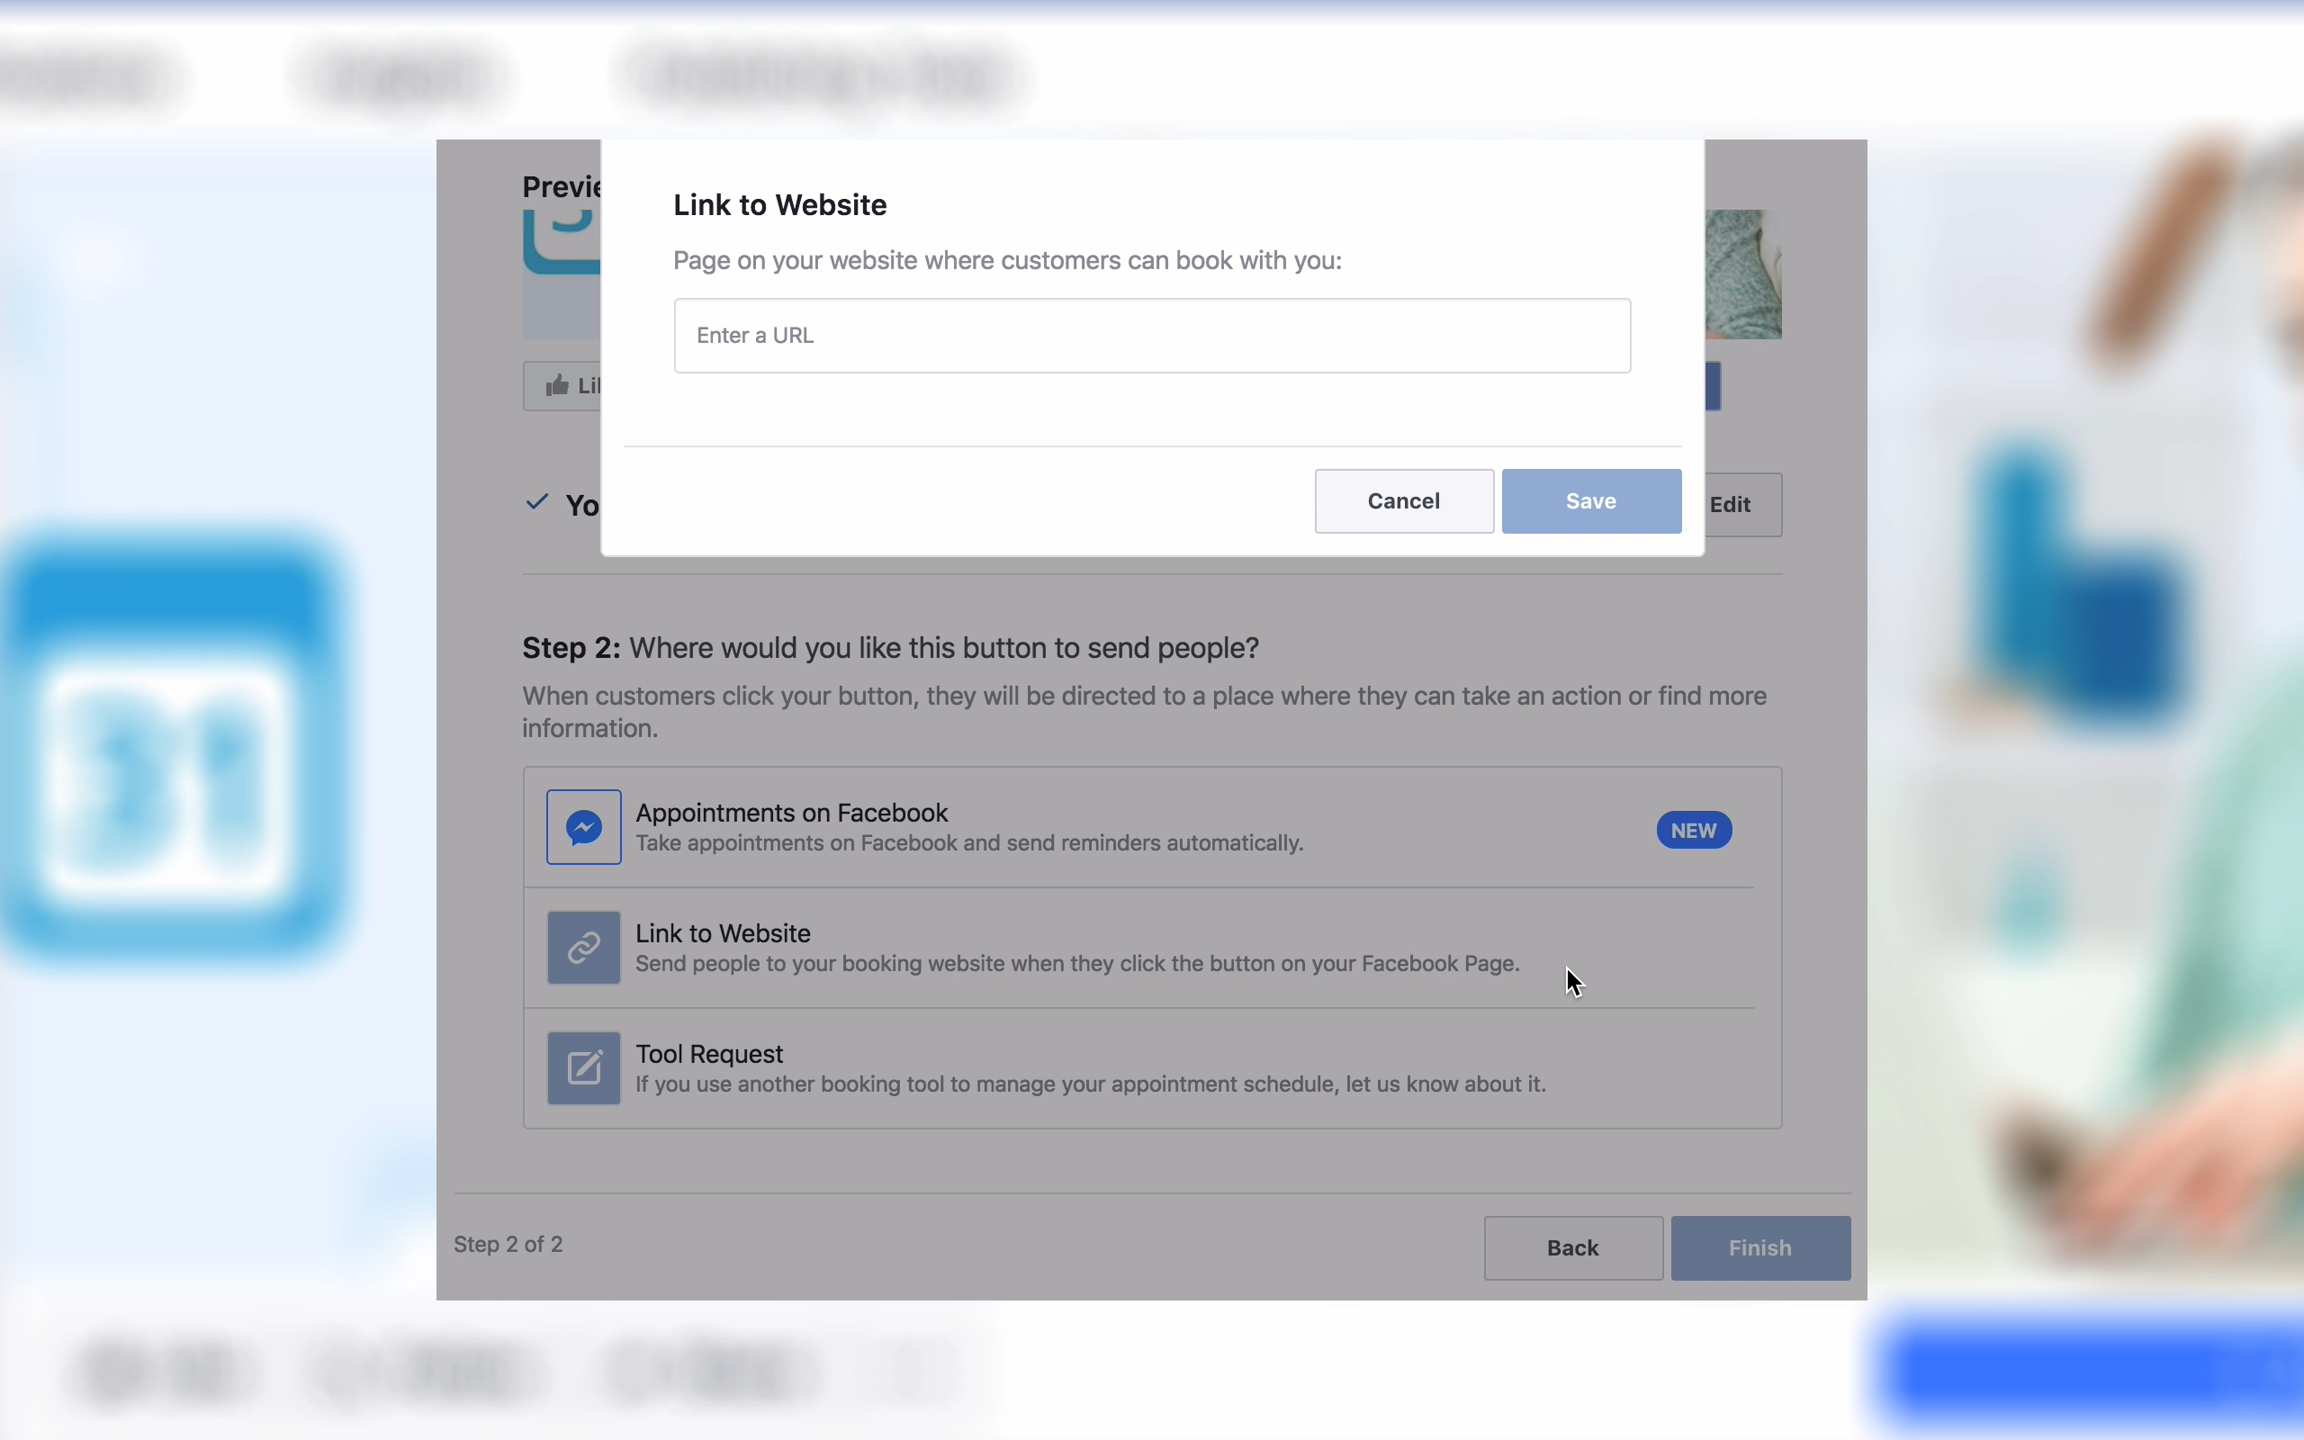 Previe
Link to Website
Page on your website where customers can book with you:
Enter a URL
Cancel
Save
Edit
Step 2: Where would you like this button to send people?
When customers click your button, they will be directed to a place where they can take an action or find more
information.
Appointments on Facebook
Take appointments on Facebook and send reminders automatically.
NEW
Link to Website
Send people to your booking website when they click the button on your Facebook Page.
Tool Request
If you use another booking tool to manage your appointment schedule, let us know about it.
Step 2 of 2
Back
Finish
31